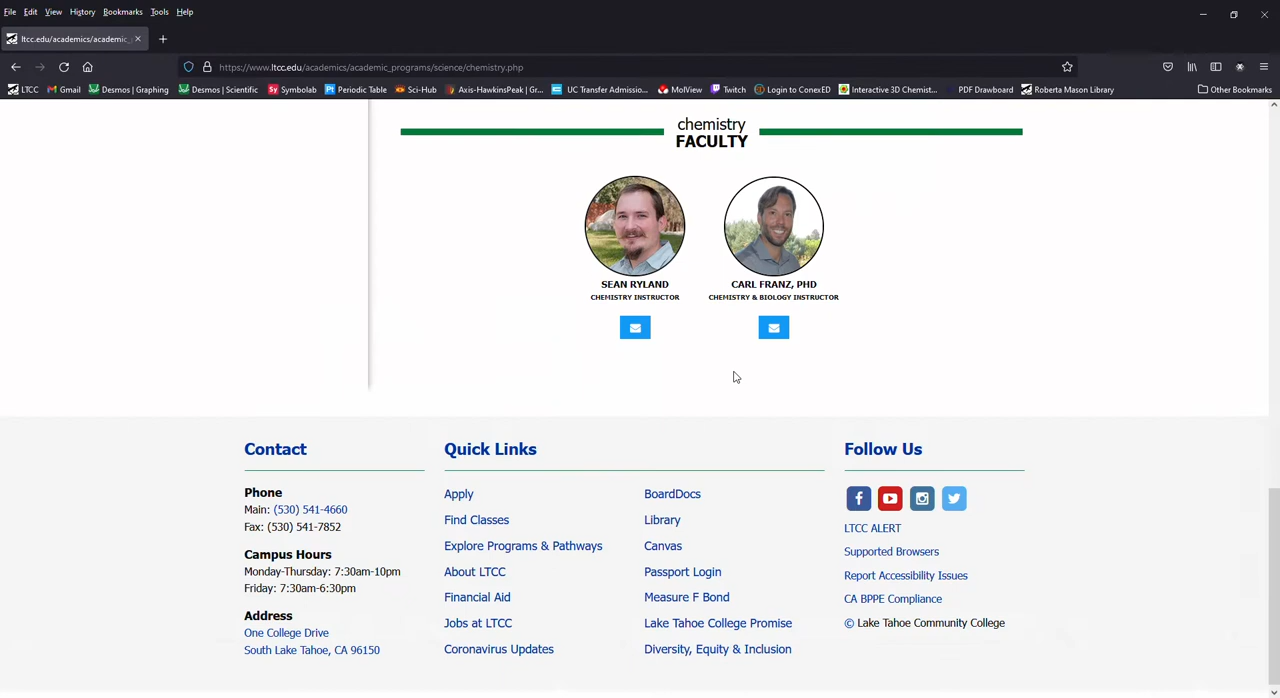 File Edit View History Bookmarks Tools Help
ltcc.edu/academics/academic_
https://www.ltcc.edu/academics/academic_programs/science/chemistry.php
LTCC Gmail Desmos | Graphing Desmos | Scientific Symbolab Periodic Table Sci-Hub Axis-HawkinsPeak | Gr... UC Transfer Admissio... MolView Twitch Login to ConexED Interactive 3D Chemist... PDF Drawboard Roberta Mason Library Other Bookmarks
chemistry
FACULTY
SEAN RYLAND
CHEMISTRY INSTRUCTOR
CARL FRANZ, PHD
CHEMISTRY & BIOLOGY INSTRUCTOR
Contact
Phone
Main: (530) 541-4660
Fax: (530) 541-7852
Campus Hours
Monday-Thursday: 7:30am-10pm
Friday: 7:30am-6:30pm
Address
One College Drive
South Lake Tahoe, CA 96150
Quick Links
Apply
Find Classes
Explore Programs & Pathways
About LTCC
Financial Aid
Jobs at LTCC
Coronavirus Updates
BoardDocs
Library
Canvas
Passport Login
Measure F Bond
Lake Tahoe College Promise
Diversity, Equity & Inclusion
Follow Us
LTCC ALERT
Supported Browsers
Report Accessibility Issues
CA BPPE Compliance
© Lake Tahoe Community College